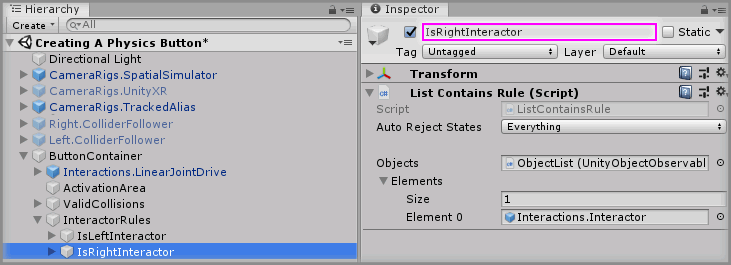 Hierarchy
Create
All
Creating A Physics Button*
Directional Light
CameraRigs.SpatialSimulator
CameraRigs.UnityXR
CameraRigs.TrackedAlias
Right.ColliderFollower
Left.ColliderFollower
ButtonContainer
Interactions.LinearJointDrive
ActivationArea
ValidCollisions
InteractorRules
IsLeftInteractor
IsRightInteractor
Inspector
IsRightInteractor Static
Tag Untagged Layer Default
Transform
List Contains Rule (Script)
Script ListContainsRule
Auto Reject States Everything
Objects ObjectList (UnityObjectObservabl
Elements
Size 1
Element 0 Interactions.Interactor